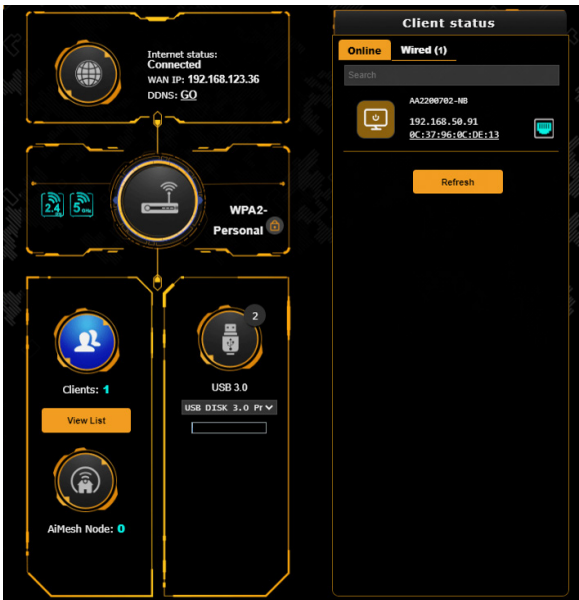 Internet status:
Connected
WAN IP: 192.168.123.36
DDNS: GO
2.4
5 GHz
WPA2-
Personal
2
Clients: 1
View List
USB 3.0
USB DISK 3.0 Pr
AiMesh Node: 0
Client status
Online
Wired (1)
Search
AA2200702-NB
192.168.50.91
0C:37:96:0C:DE:13
Refresh